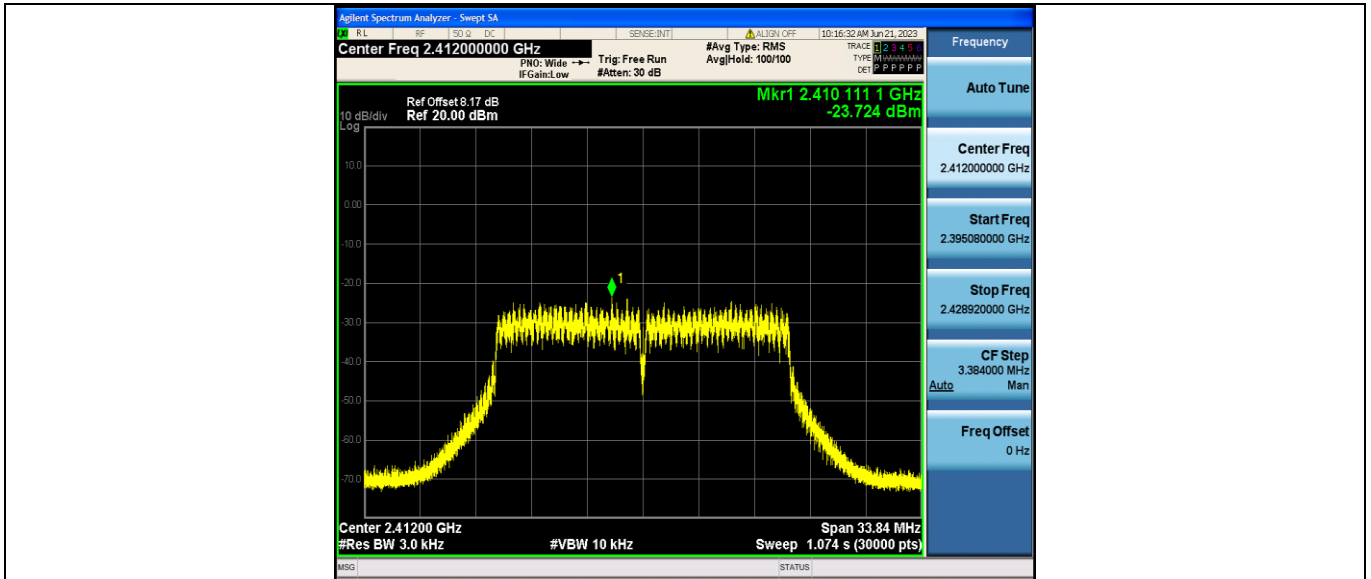 Agilent Spectrum Analyzer - Swept SA
LXI RL RF 50 Ω DC SENSE:INT ALIGN OFF 10:16:32 AM Jun 21, 2023
Center Freq 2.412000000 GHz
#Avg Type: RMS
TRACE 1 2 3 4 5 6
PNO: Wide
Trig: Free Run
Avg|Hold: 100/100
TYPE M WWWWW
IFGain:Low
#Atten: 30 dB
DET P P P P P P
Mkr1 2.410 111 1 GHz
-23.724 dBm
Ref Offset 8.17 dB
10 dB/div Ref 20.00 dBm
Log
10.0
0.00
-10.0
-20.0
-30.0
-40.0
-50.0
-60.0
-70.0
1
Center 2.41200 GHz
Span 33.84 MHz
#Res BW 3.0 kHz
#VBW 10 kHz
Sweep 1.074 s (30000 pts)
MSG
STATUS
Frequency
Auto Tune
Center Freq
2.412000000 GHz
Start Freq
2.395080000 GHz
Stop Freq
2.428920000 GHz
CF Step
3.384000 MHz
Auto Man
Freq Offset
0 Hz